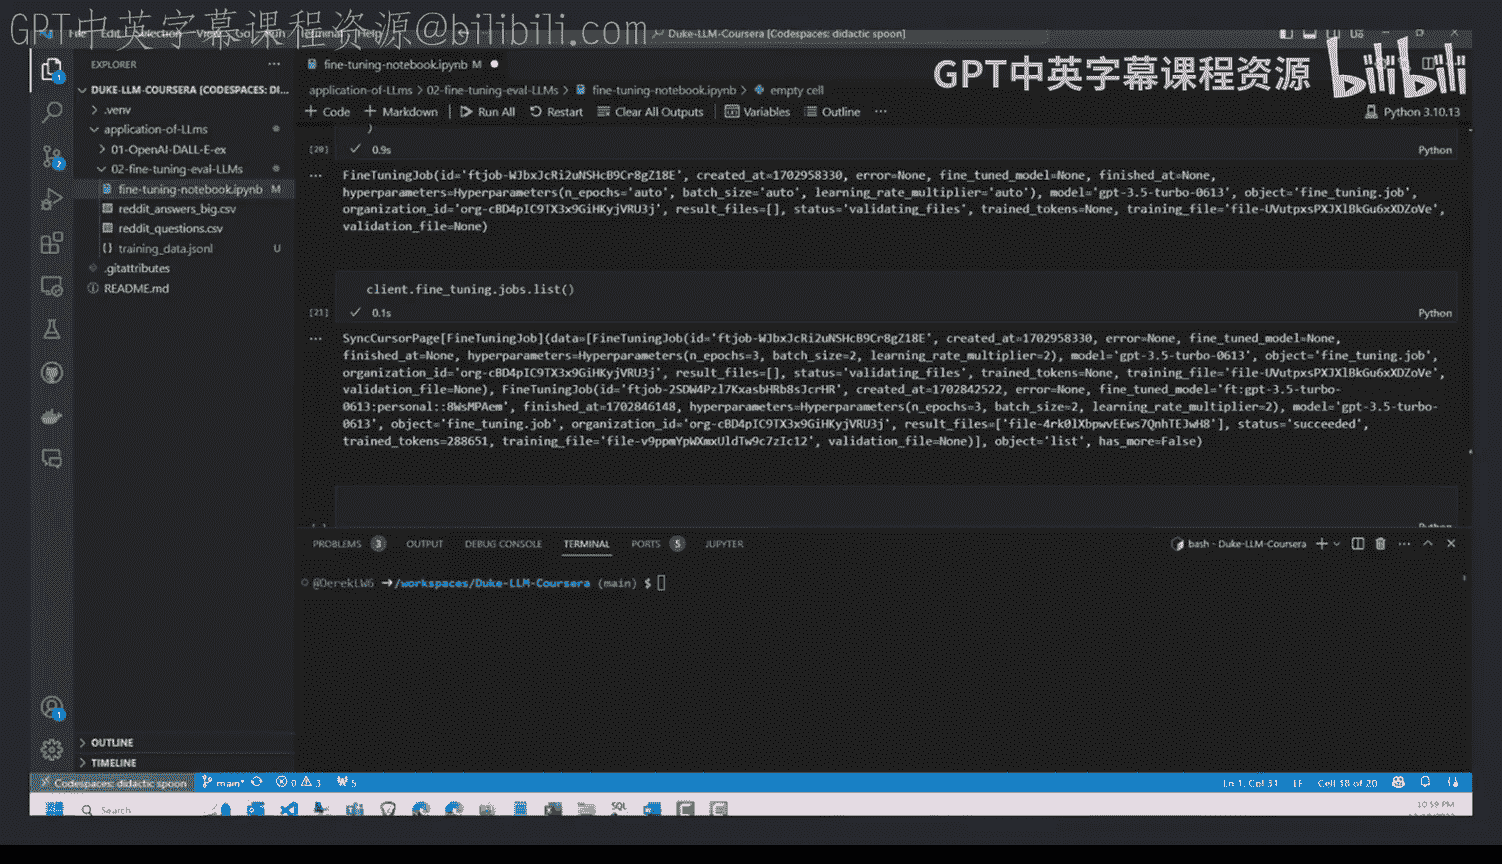 GPT中英字幕课程资源@bilibili.com
Duke-LLM-Coursera [Codespaces: didactic spoon]
GPT中英字幕课程资源 bilibili
EXPLORER
DUKE-LLM-COURSERA [CODESPACES: DI...
.venv
application-of-LLms
01-OpenAI-DALL-E-ex
02-fine-tuning-eval-LLMs
fine-tuning-notebook.ipynb M
reddit_answers_big.csv
reddit_questions.csv
training_data.jsonl U
.gitattributes
README.md
OUTLINE
TIMELINE
fine-tuning-notebook.ipynb M
application-of-LLms > 02-fine-tuning-eval-LLMs > fine-tuning-notebook.ipynb > empty cell
+ Code + Markdown Run All Restart Clear All Outputs Variables Outline ... Python 3.10.13
)
[20] 0.9s Python
FineTuningJob(id='ftjob-WJbxJcRi2uNSHcB9Cr8gZ18E', created_at=1702958330, error=None, fine_tuned_model=None, finished_at=None,
hyperparameters=Hyperparameters(n_epochs='auto', batch_size='auto', learning_rate_multiplier='auto'), model='gpt-3.5-turbo-0613', object='fine_tuning.job',
organization_id='org-cBD4pIC9TX3x9GiHKyjVRU3j', result_files=[], status='validating_files', trained_tokens=None, training_file='file-UVutpxsPXJXlBkGu6xXDZoVe',
validation_file=None)
client.fine_tuning.jobs.list()
[21] 0.1s Python
SyncCursorPage[FineTuningJob](data=[FineTuningJob(id='ftjob-WJbxJcRi2uNSHcB9Cr8gZ18E', created_at=1702958330, error=None, fine_tuned_model=None,
finished_at=None, hyperparameters=Hyperparameters(n_epochs=3, batch_size=2, learning_rate_multiplier=2), model='gpt-3.5-turbo-0613', object='fine_tuning.job',
organization_id='org-cBD4pIC9TX3x9GiHKyjVRU3j', result_files=[], status='validating_files', trained_tokens=None, training_file='file-UVutpxsPXJXlBkGu6xXDZoVe',
validation_file=None), FineTuningJob(id='ftjob-2SDW4Pzl7KxasbHRb8sJcrHR', created_at=1702842522, error=None, fine_tuned_model='ft:gpt-3.5-turbo-
0613:personal::8WsMPAem', finished_at=1702846148, hyperparameters=Hyperparameters(n_epochs=3, batch_size=2, learning_rate_multiplier=2), model='gpt-3.5-turbo-
0613', object='fine_tuning.job', organization_id='org-cBD4pIC9TX3x9GiHKyjVRU3j', result_files=['file-4rk0lXbpwvEEws7QnhTEJwH8'], status='succeeded',
trained_tokens=288651, training_file='file-v9ppmYpWXmxUldTw9c7zIc12', validation_file=None)], object='list', has_more=False)
Python
PROBLEMS 3 OUTPUT DEBUG CONSOLE TERMINAL PORTS 5 JUPYTER bash - Duke-LLM-Coursera
@DerekLW6 →/workspaces/Duke-LLM-Coursera (main) $
Codespaces: didactic spoon main* 0 3 5 Ln 1, Col 31 LF Cell 18 of 20
Search SQL 10:59 PM